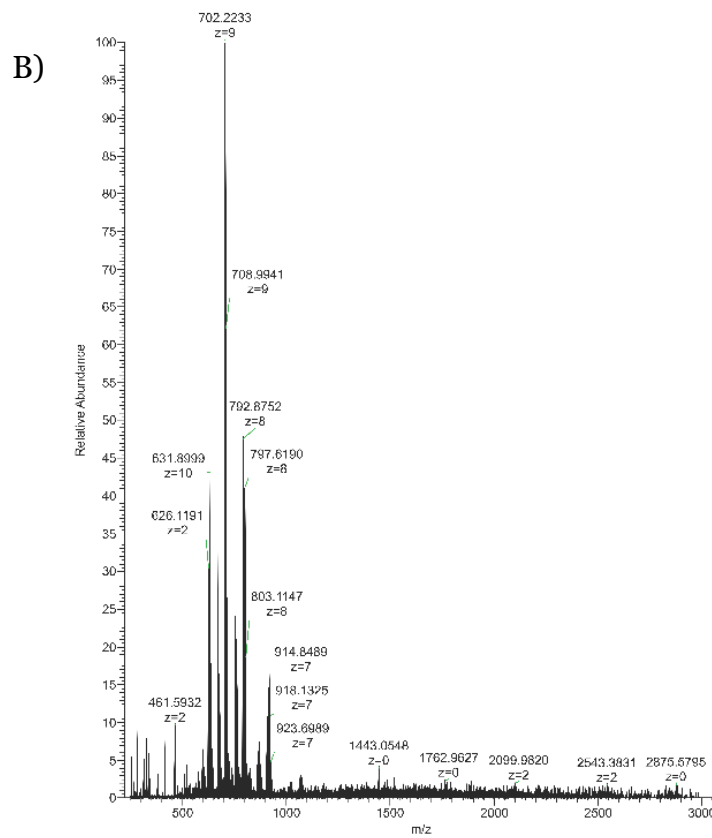 B)
702.2233
z=9
100
95
90
85
80
75
70
708.9941
z=9
65
60
55
50
792.8752
z=8
45
631.8999
z=10
797.6190
z=8
40
626.1191
z=2
35
30
25
803.1147
z=8
20
914.8489
z=7
15
461.5932
z=2
918.1325
z=7
10
923.6989
z=7
5
1443.0548
z=0
1762.9627
z=0
2099.9820
z=2
2543.3831
z=2
2875.5795
z=0
0
500
1000
1500
2000
2500
3000
Relative Abundance
m/z